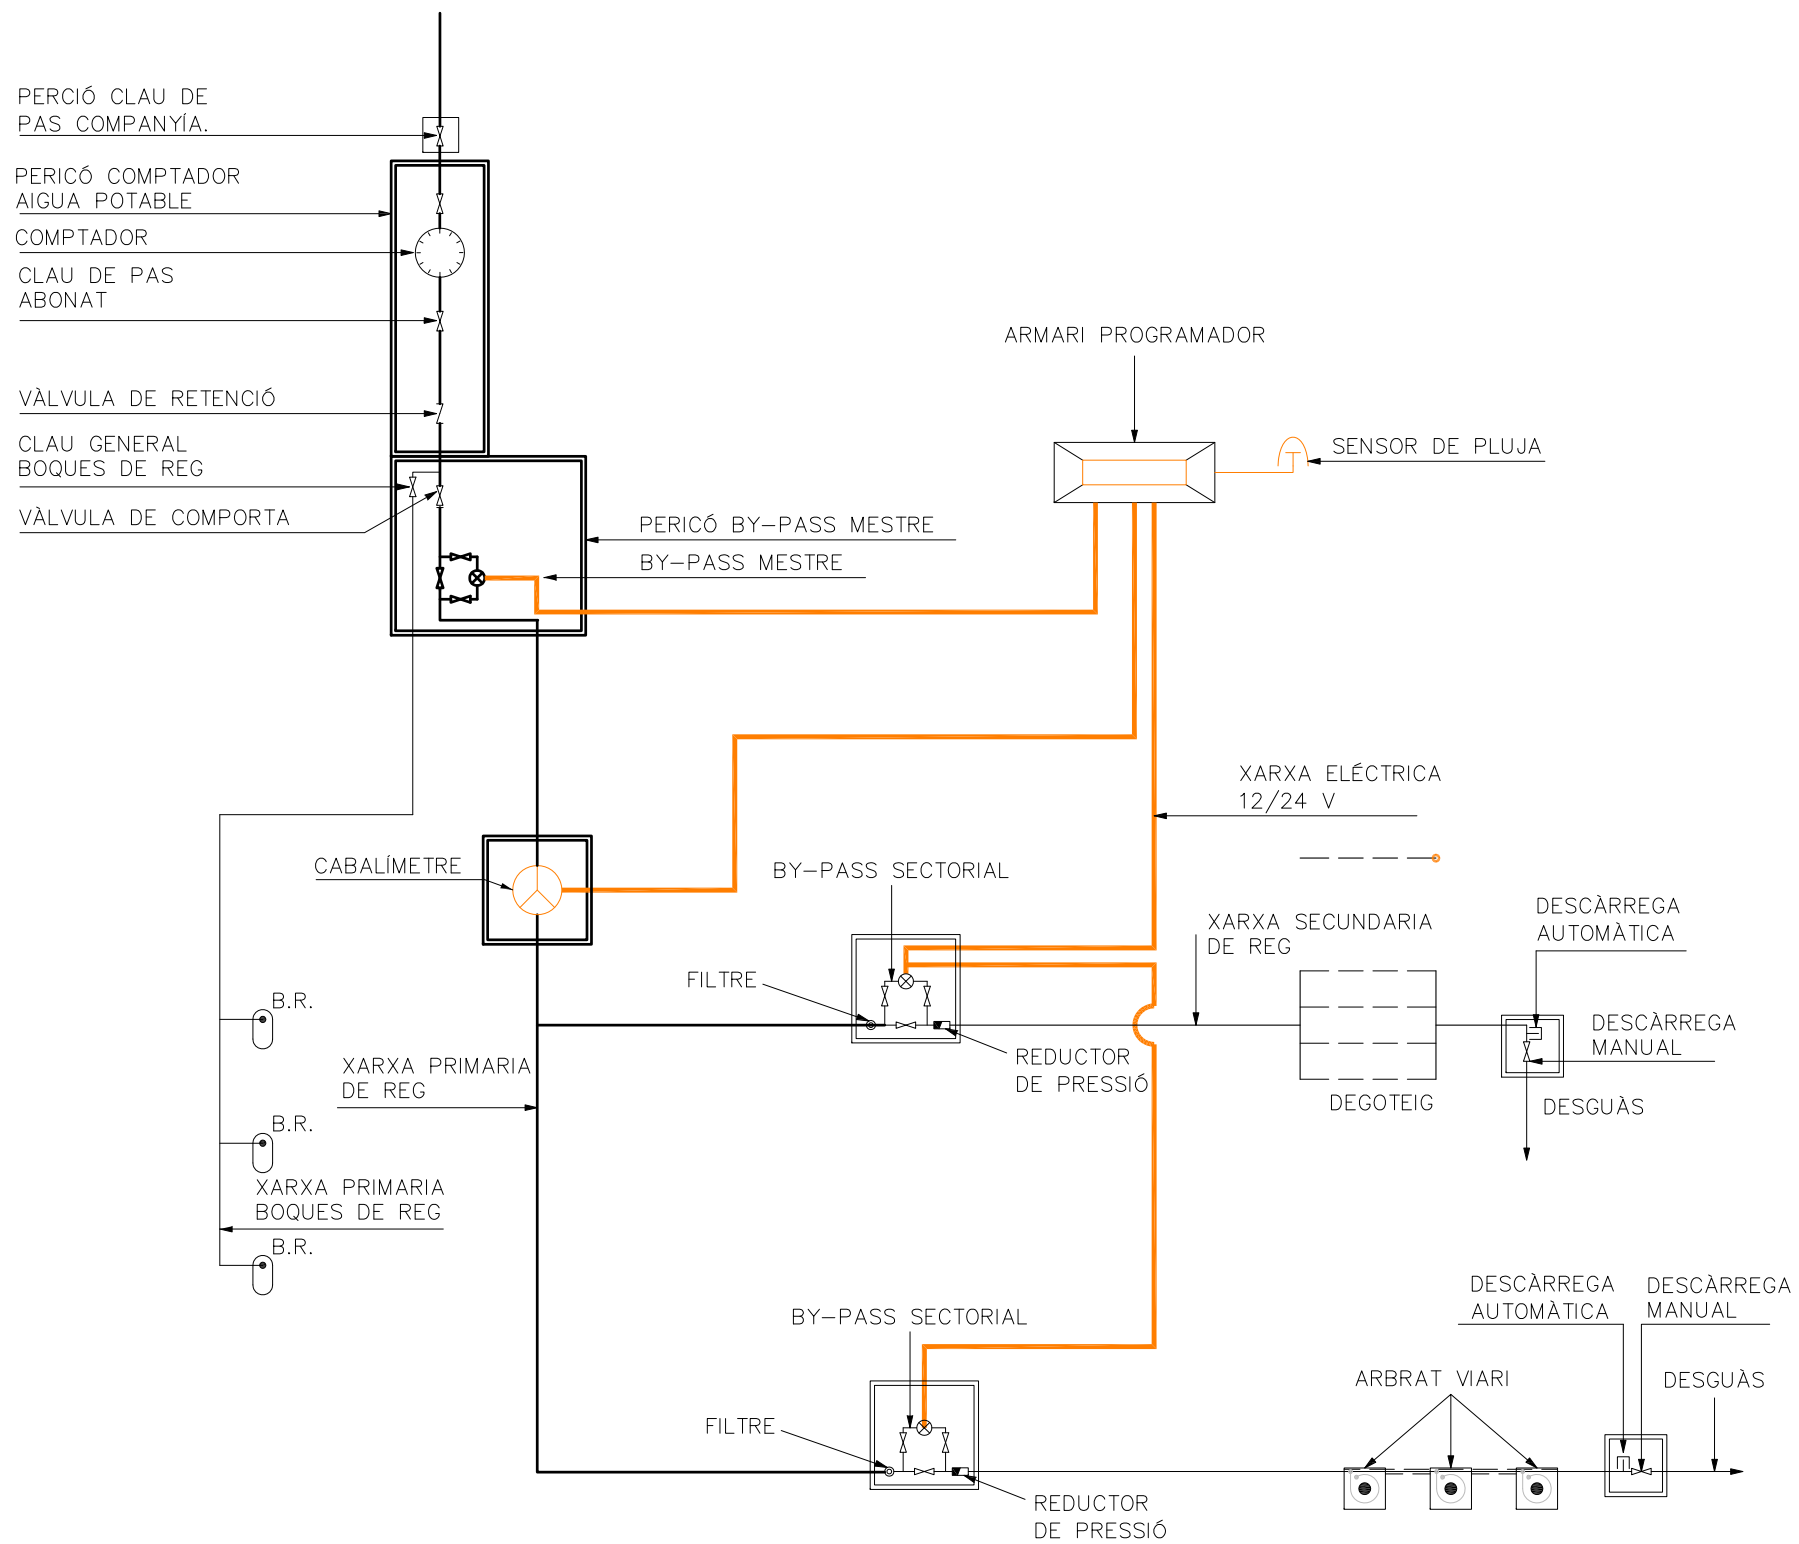 PERCIÓ CLAU DE
PAS COMPANYÍA.
PERICÓ COMPTADOR
AIGUA POTABLE
COMPTADOR
CLAU DE PAS
ABONAT
VÀLVULA DE RETENCIÓ
CLAU GENERAL
BOQUES DE REG
VÀLVULA DE COMPORTA
PERICÓ BY-PASS MESTRE
BY-PASS MESTRE
ARMARI PROGRAMADOR
SENSOR DE PLUJA
XARXA ELÉCTRICA
12/24 V
CABALÍMETRE
BY-PASS SECTORIAL
XARXA SECUNDARIA
DE REG
DESCÀRREGA
AUTOMÀTICA
FILTRE
DESCÀRREGA
MANUAL
REDUCTOR
DE PRESSIÓ
DEGOTEIG
DESGUÀS
B.R.
XARXA PRIMARIA
DE REG
B.R.
XARXA PRIMARIA
BOQUES DE REG
B.R.
BY-PASS SECTORIAL
DESCÀRREGA
AUTOMÀTICA
DESCÀRREGA
MANUAL
ARBRAT VIARI
DESGUÀS
FILTRE
REDUCTOR
DE PRESSIÓ